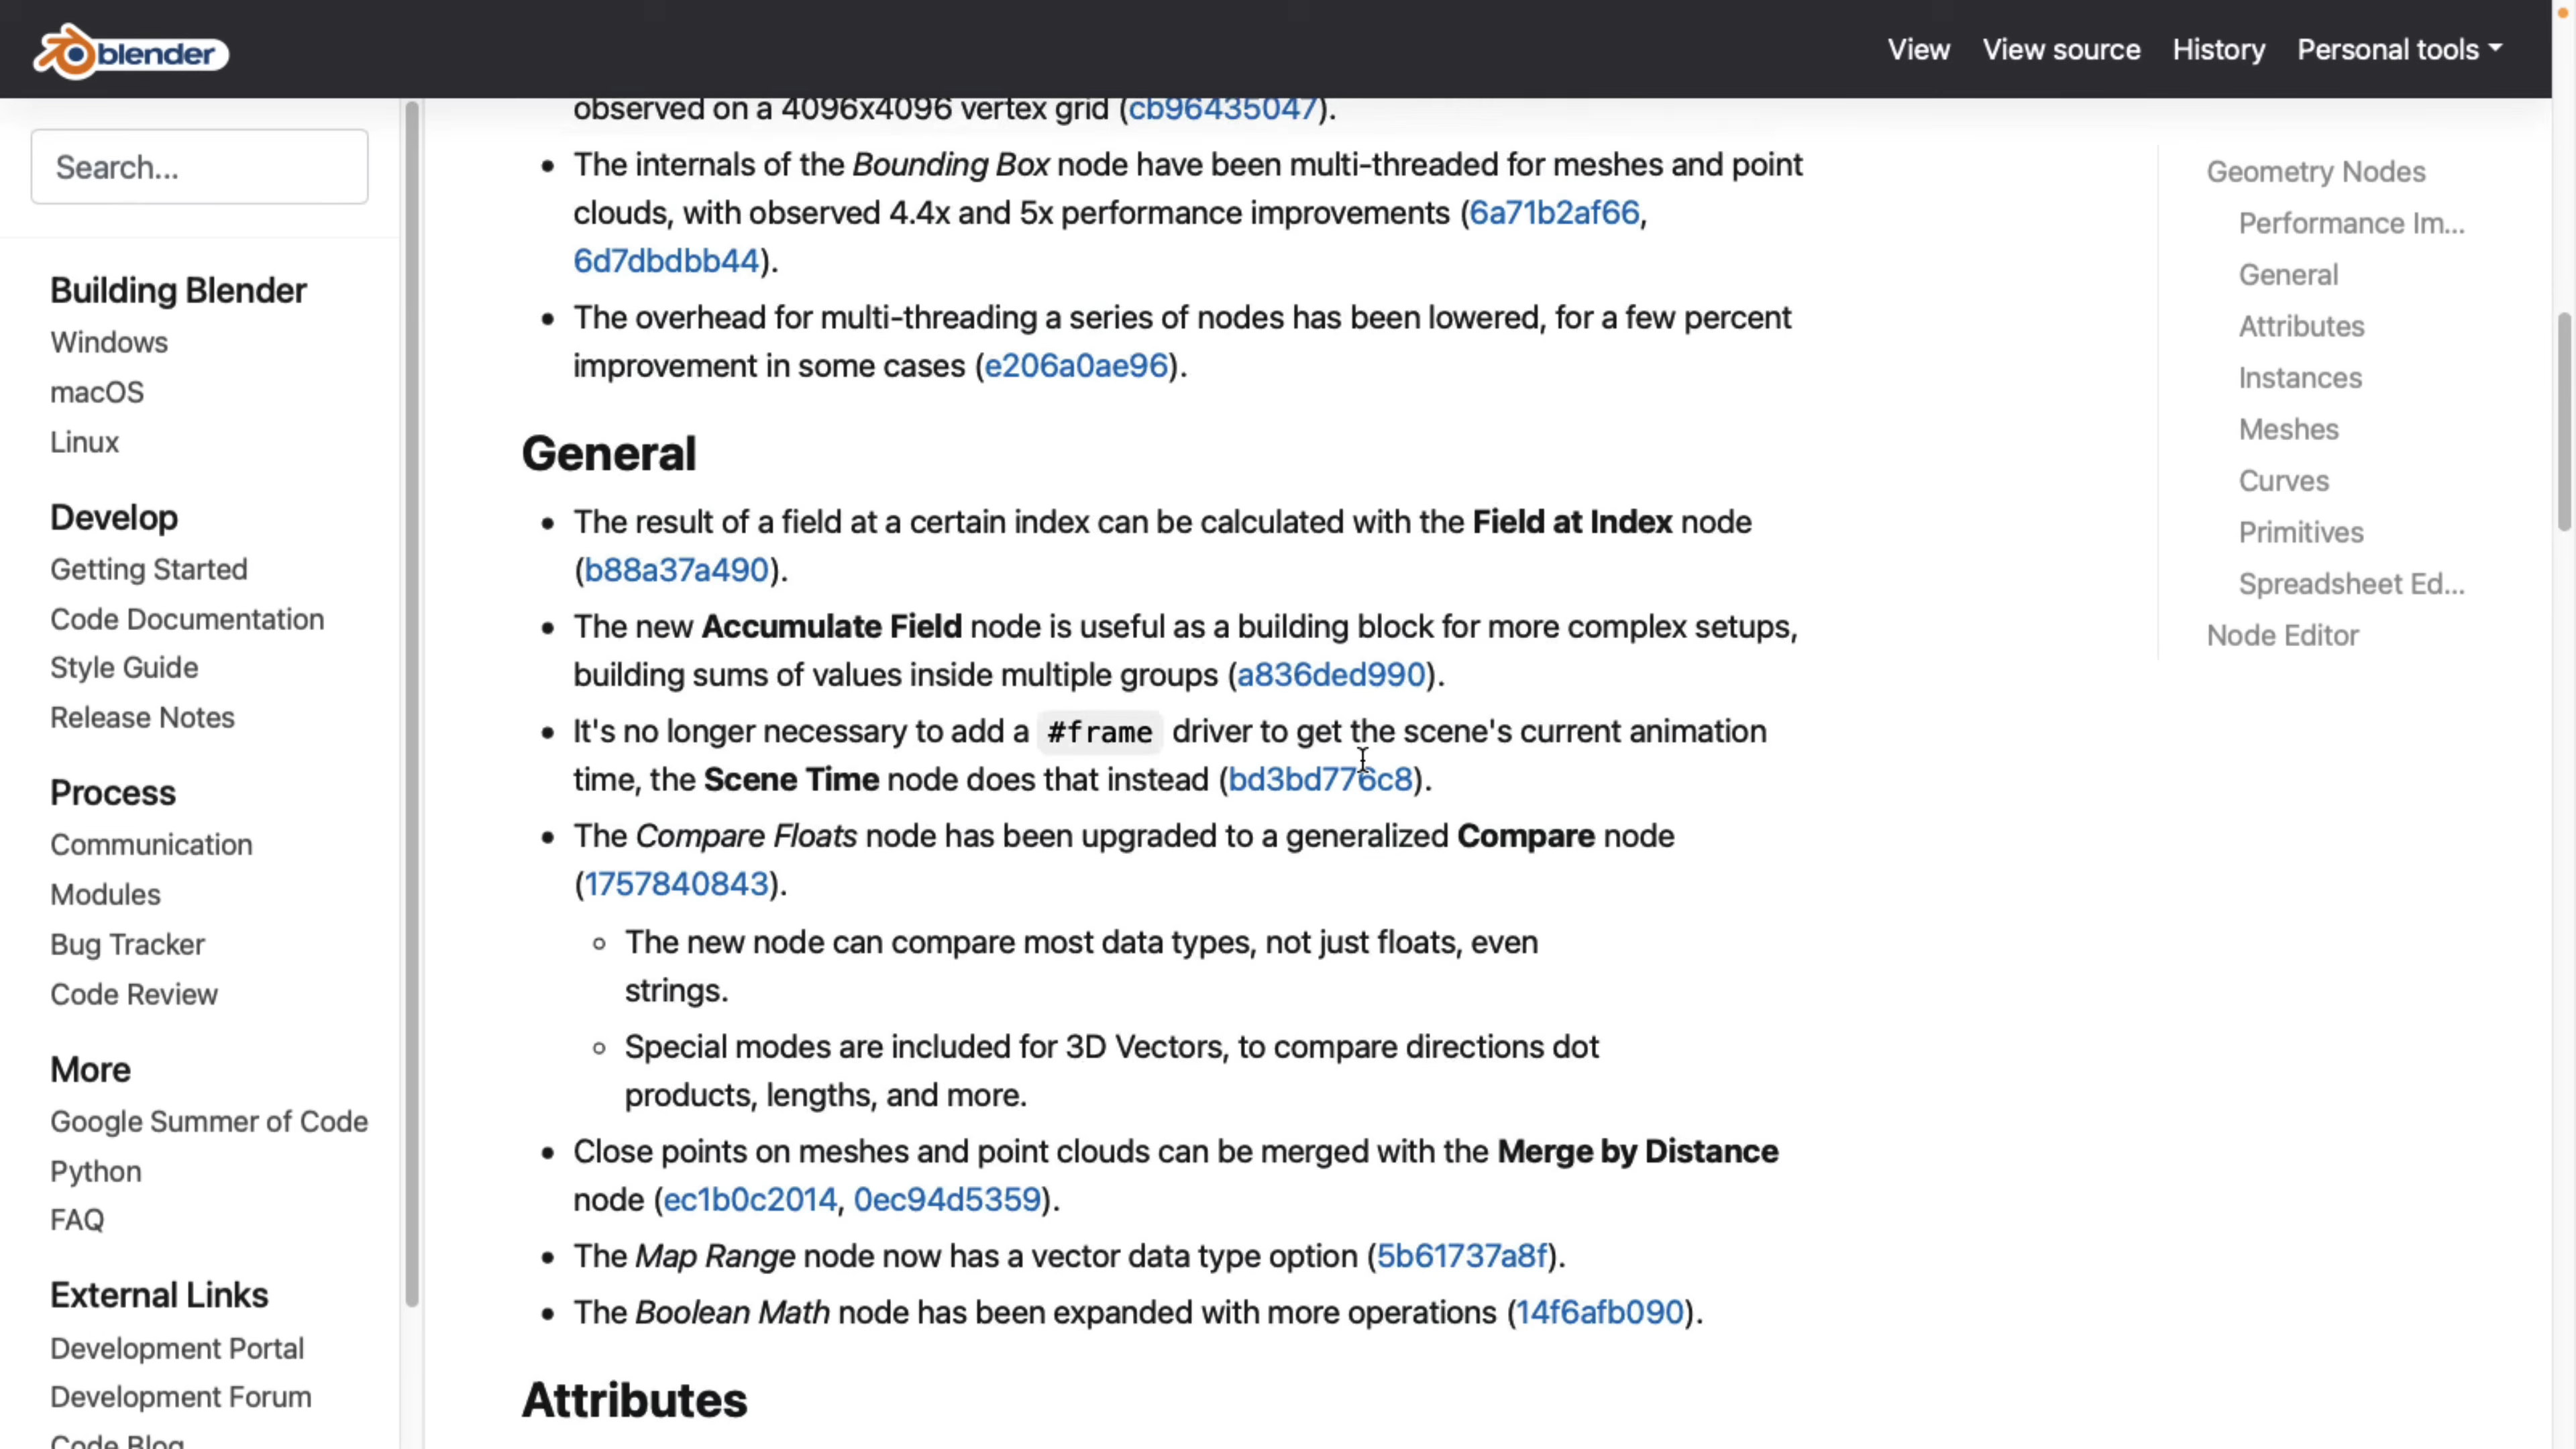 blender
View View source History Personal tools
Search...
Building Blender
Windows
macOS
Linux
Develop
Getting Started
Code Documentation
Style Guide
Release Notes
Process
Communication
Modules
Bug Tracker
Code Review
More
Google Summer of Code
Python
FAQ
External Links
Development Portal
Development Forum
Code Blog
observed on a 4096x4096 vertex grid (cb96435047).
• The internals of the Bounding Box node have been multi-threaded for meshes and point
clouds, with observed 4.4x and 5x performance improvements (6a71b2af66,
6d7dbdbb44).
• The overhead for multi-threading a series of nodes has been lowered, for a few percent
improvement in some cases (e206a0ae96).
General
• The result of a field at a certain index can be calculated with the Field at Index node
(b88a37a490).
• The new Accumulate Field node is useful as a building block for more complex setups,
building sums of values inside multiple groups (a836ded990).
• It's no longer necessary to add a #frame driver to get the scene's current animation
time, the Scene Time node does that instead (bd3bd776c8).
• The Compare Floats node has been upgraded to a generalized Compare node
(1757840843).
◦ The new node can compare most data types, not just floats, even
strings.
◦ Special modes are included for 3D Vectors, to compare directions dot
products, lengths, and more.
• Close points on meshes and point clouds can be merged with the Merge by Distance
node (ec1b0c2014, 0ec94d5359).
• The Map Range node now has a vector data type option (5b61737a8f).
• The Boolean Math node has been expanded with more operations (14f6afb090).
Attributes
Geometry Nodes
Performance Im...
General
Attributes
Instances
Meshes
Curves
Primitives
Spreadsheet Ed...
Node Editor